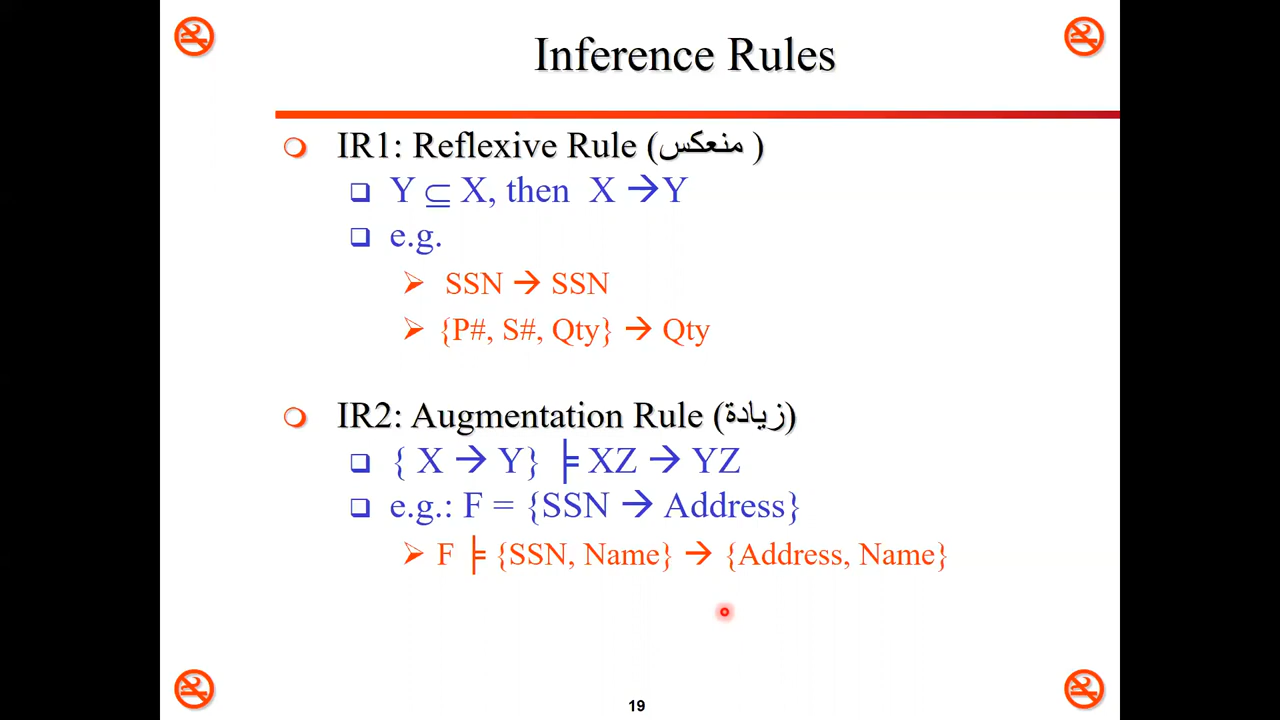 Inference Rules
IR1: Reflexive Rule (منعكس )
Y ⊆ X, then X →Y
e.g.
SSN → SSN
{P#, S#, Qty} → Qty
IR2: Augmentation Rule (زيادة)
{ X → Y} ╞ XZ → YZ
e.g.: F = {SSN → Address}
F ╞ {SSN, Name} → {Address, Name}
19